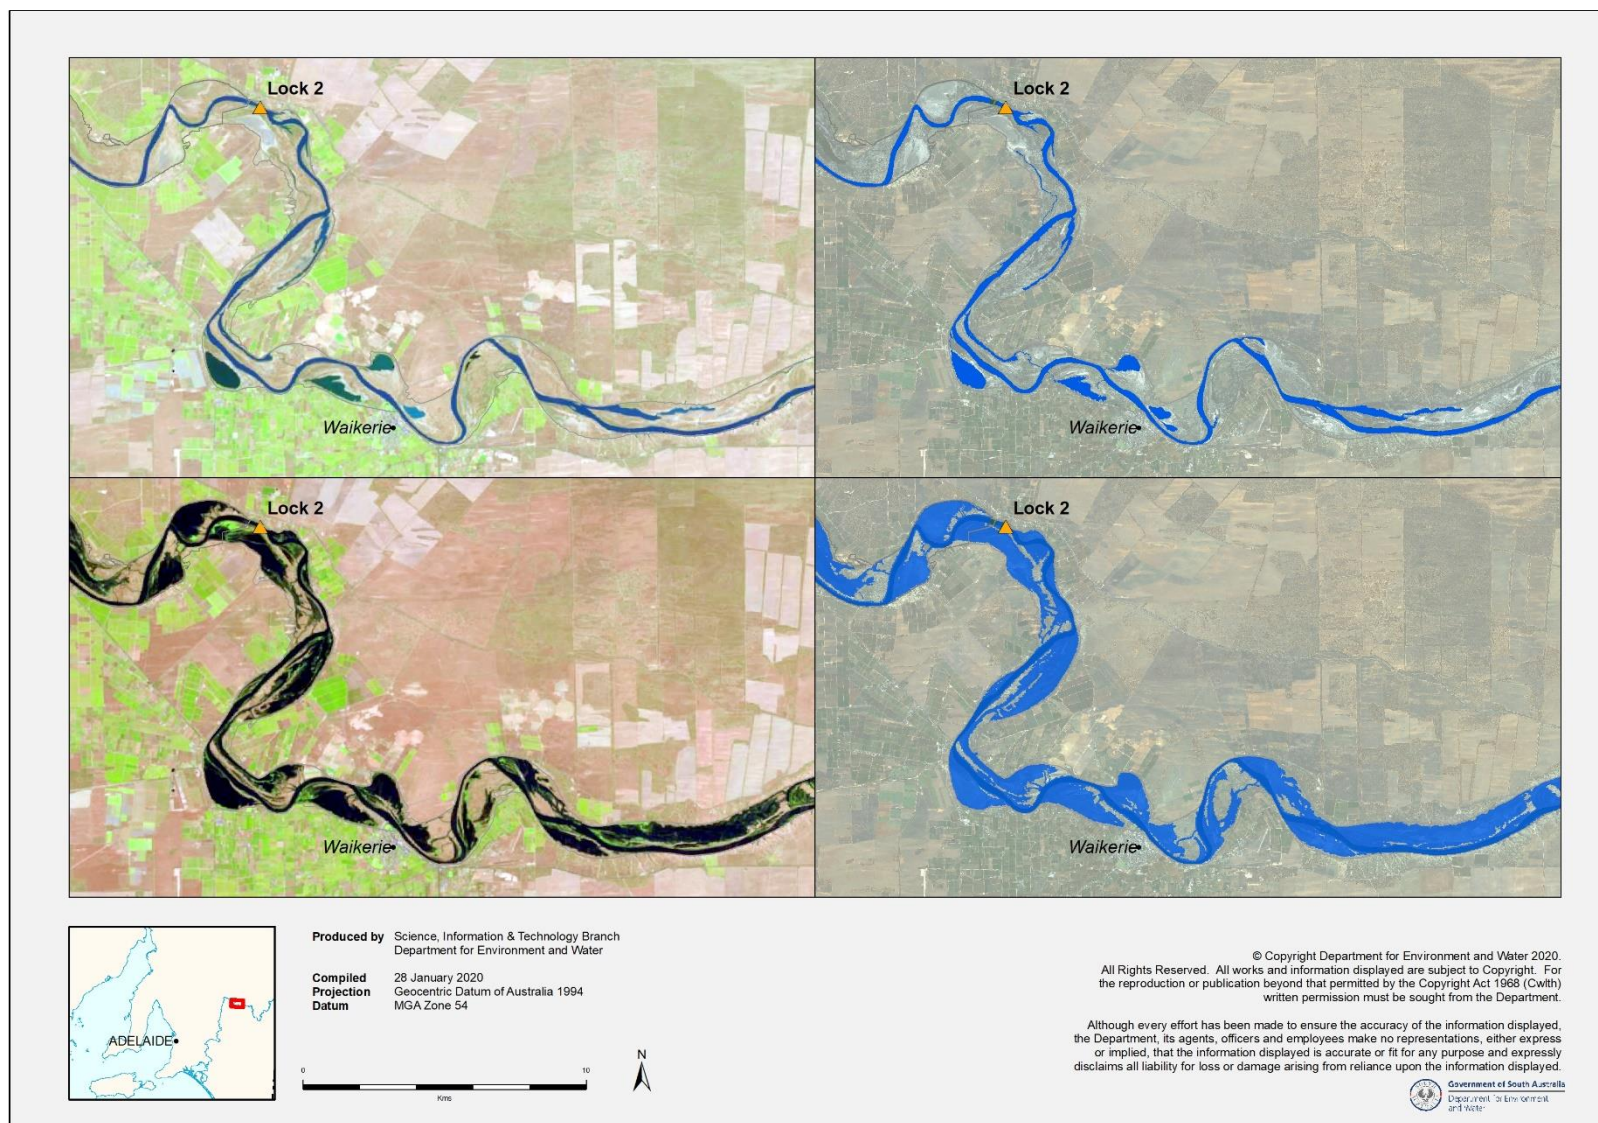 Lock 2
Lock 2
Waikerie
Waikerie
Lock 2
Lock 2
Waikerie
Waikerie
ADELAIDE
Produced by Science, Information & Technology Branch
Department for Environment and Water
Compiled 28 January 2020
Projection Geocentric Datum of Australia 1994
Datum MGA Zone 54
0 10
Kms
N
© Copyright Department for Environment and Water 2020.
All Rights Reserved. All works and information displayed are subject to Copyright. For
the reproduction or publication beyond that permitted by the Copyright Act 1968 (Cwlth)
written permission must be sought from the Department.
Although every effort has been made to ensure the accuracy of the information displayed,
the Department, its agents, officers and employees make no representations, either express
or implied, that the information displayed is accurate or fit for any purpose and expressly
disclaims all liability for loss or damage arising from reliance upon the information displayed.
Government of South Australia
Department for Environment
and Water